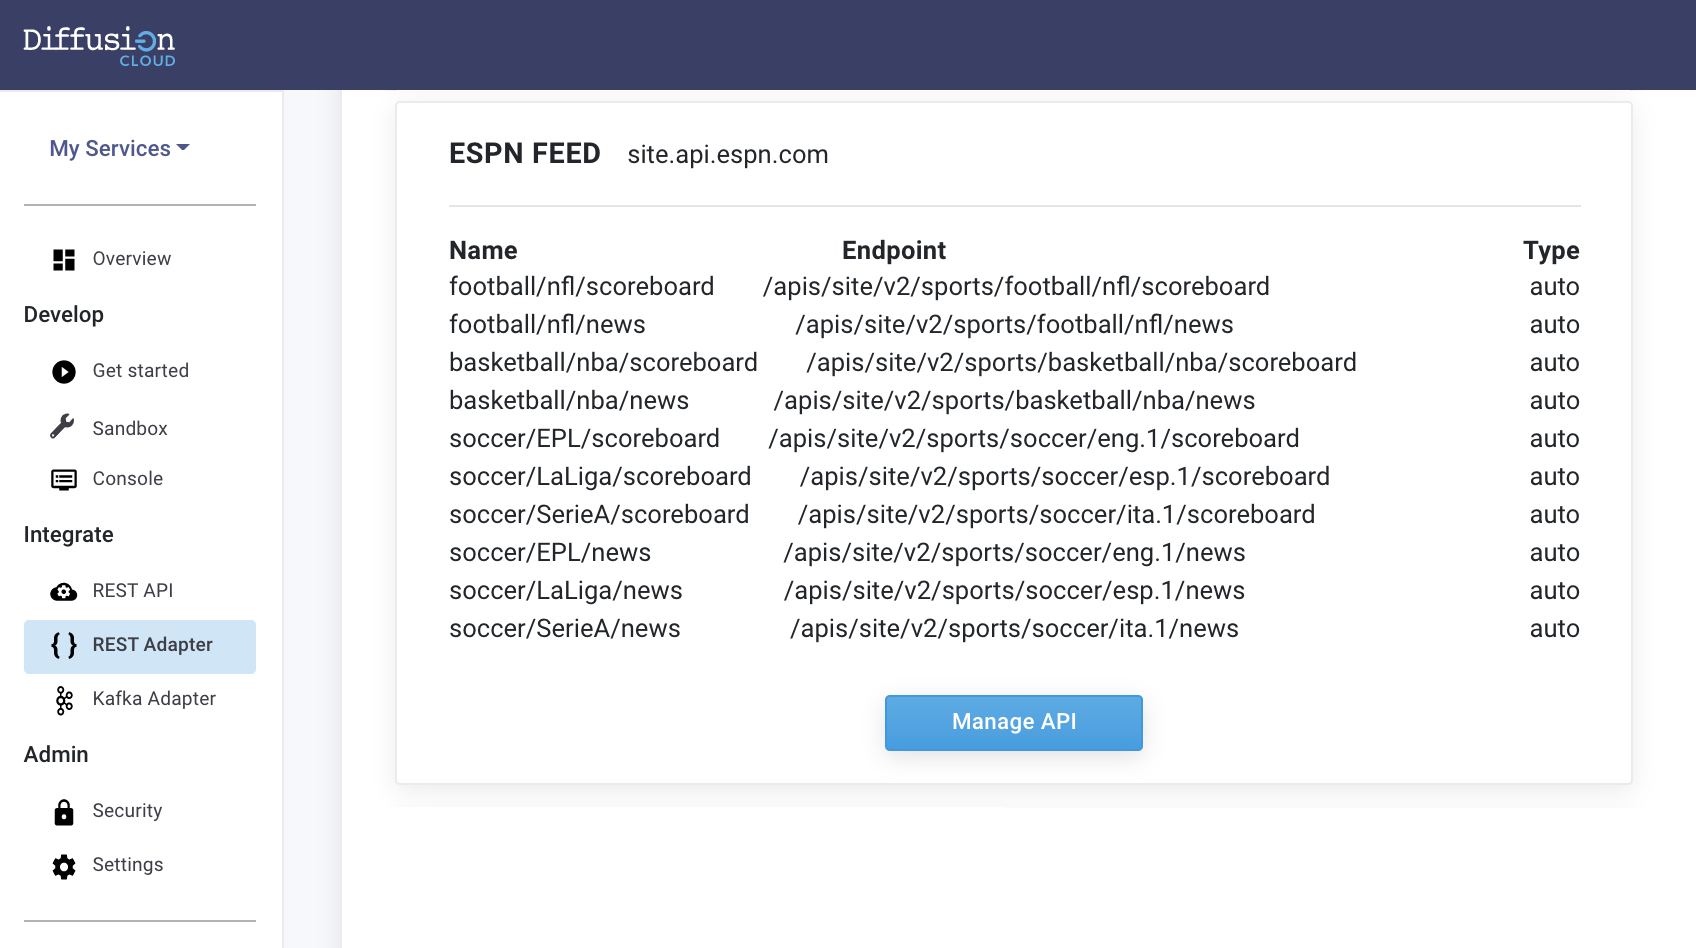 Diffusion
CLOUD
My Services
Overview
Develop
Get started
Sandbox
Console
Integrate
REST API
REST Adapter
Kafka Adapter
Admin
Security
Settings
ESPN FEED site.api.espn.com
Name Endpoint Type
football/nfl/scoreboard /apis/site/v2/sports/football/nfl/scoreboard auto
football/nfl/news /apis/site/v2/sports/football/nfl/news auto
basketball/nba/scoreboard /apis/site/v2/sports/basketball/nba/scoreboard auto
basketball/nba/news /apis/site/v2/sports/basketball/nba/news auto
soccer/EPL/scoreboard /apis/site/v2/sports/soccer/eng.1/scoreboard auto
soccer/LaLiga/scoreboard /apis/site/v2/sports/soccer/esp.1/scoreboard auto
soccer/SerieA/scoreboard /apis/site/v2/sports/soccer/ita.1/scoreboard auto
soccer/EPL/news /apis/site/v2/sports/soccer/eng.1/news auto
soccer/LaLiga/news /apis/site/v2/sports/soccer/esp.1/news auto
soccer/SerieA/news /apis/site/v2/sports/soccer/ita.1/news auto
Manage API